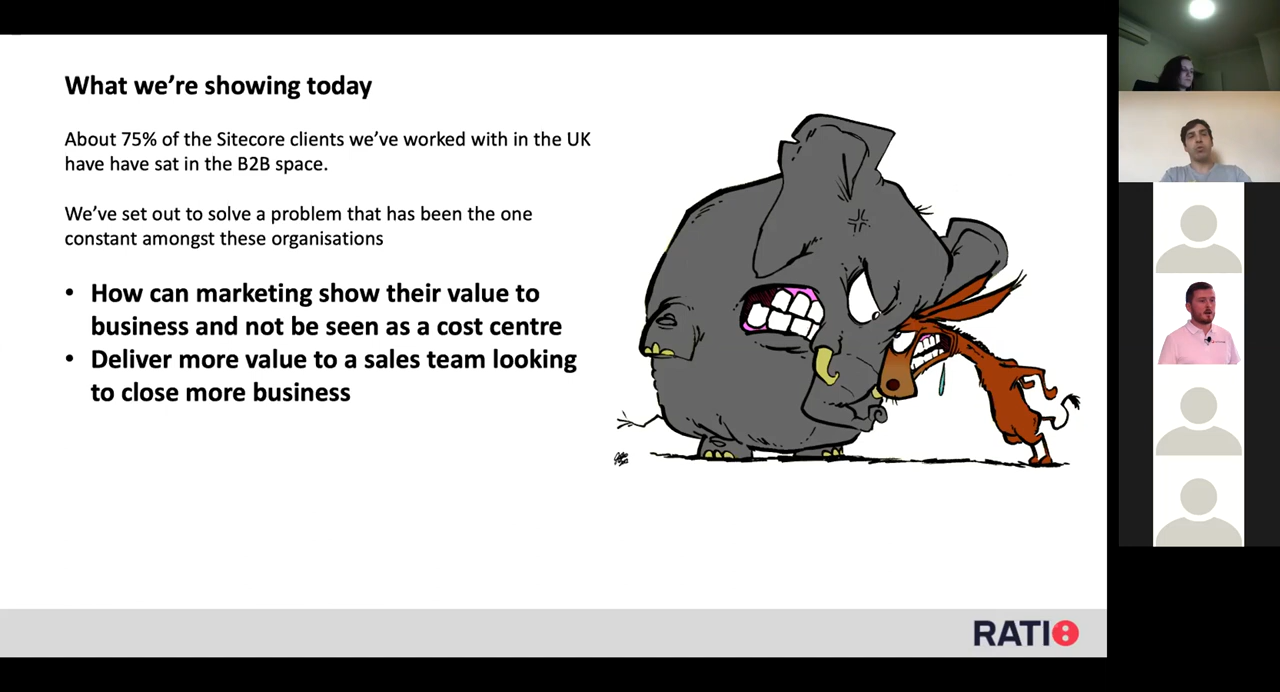 What we're showing today
About 75% of the Sitecore clients we've worked with in the UK
have have sat in the B2B space.
We've set out to solve a problem that has been the one
constant amongst these organisations
• How can marketing show their value to
business and not be seen as a cost centre
• Deliver more value to a sales team looking
to close more business
RATIO